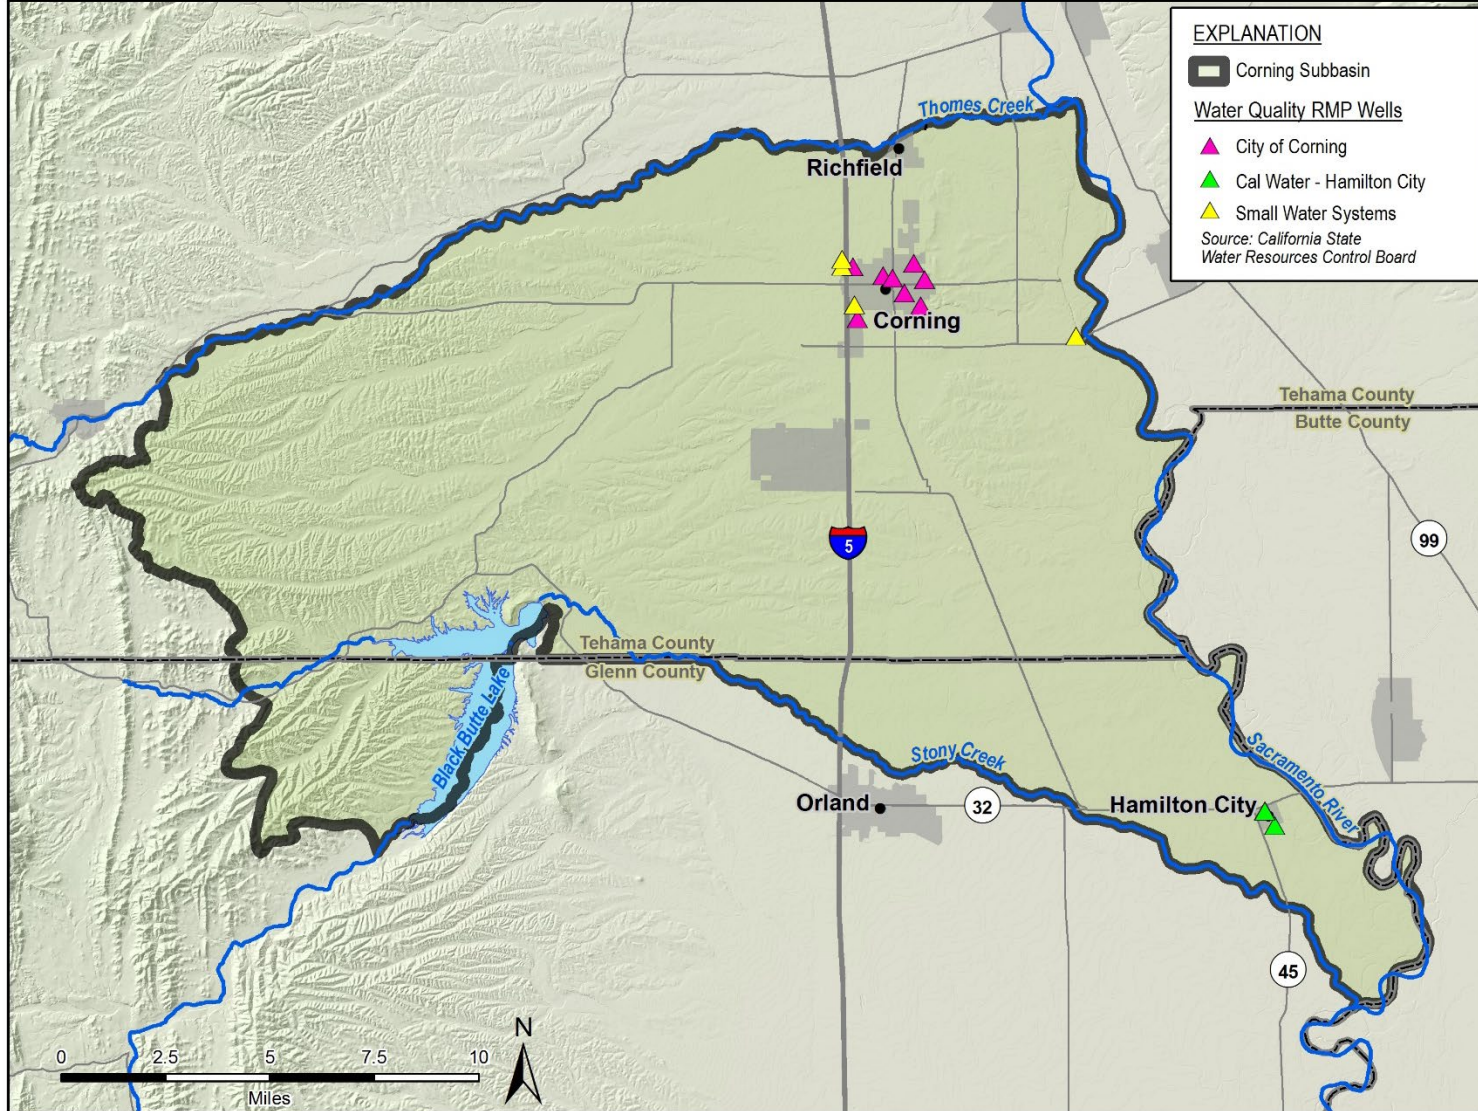 EXPLANATION
Corning Subbasin
Water Quality RMP Wells
City of Corning
Cal Water - Hamilton City
Small Water Systems
Source: California State
Water Resources Control Board
Thomes Creek
Richfield
Corning
Tehama County
Butte County
99
5
Tehama County
Glenn County
Black Butte Lake
Stony Creek
Sacramento River
Orland
32
Hamilton City
45
N
0 2.5 5 7.5 10
Miles